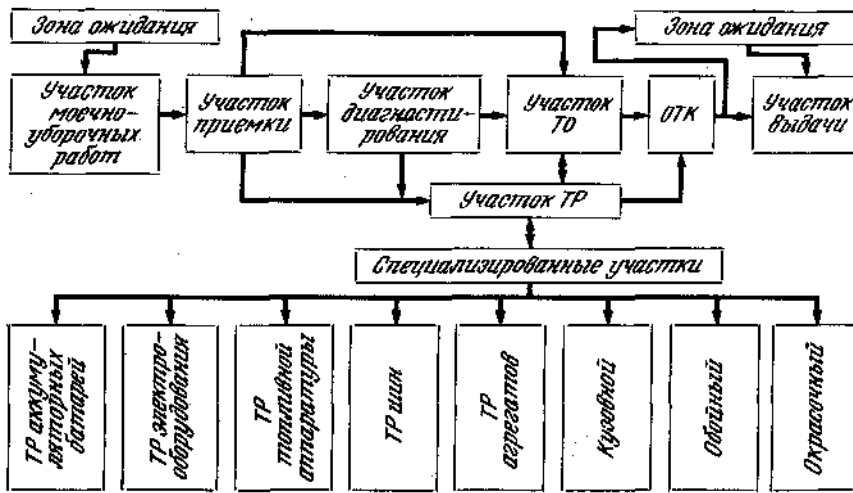 Зона ожидания
Зона ожидания
Участок
моечно-
уборочных
работ
Участок
приемки
Участок
диагности-
рования
Участок
ТО
ОТК
Участок
выдачи
Участок ТР
Специализированные участки
ТР аккуму-
ляторных
батарей
ТР электро-
оборудования
ТР
топливной
аппаратуры
ТР шин
ТР
агрегатов
Кузовной
Обойный
Окрасочный